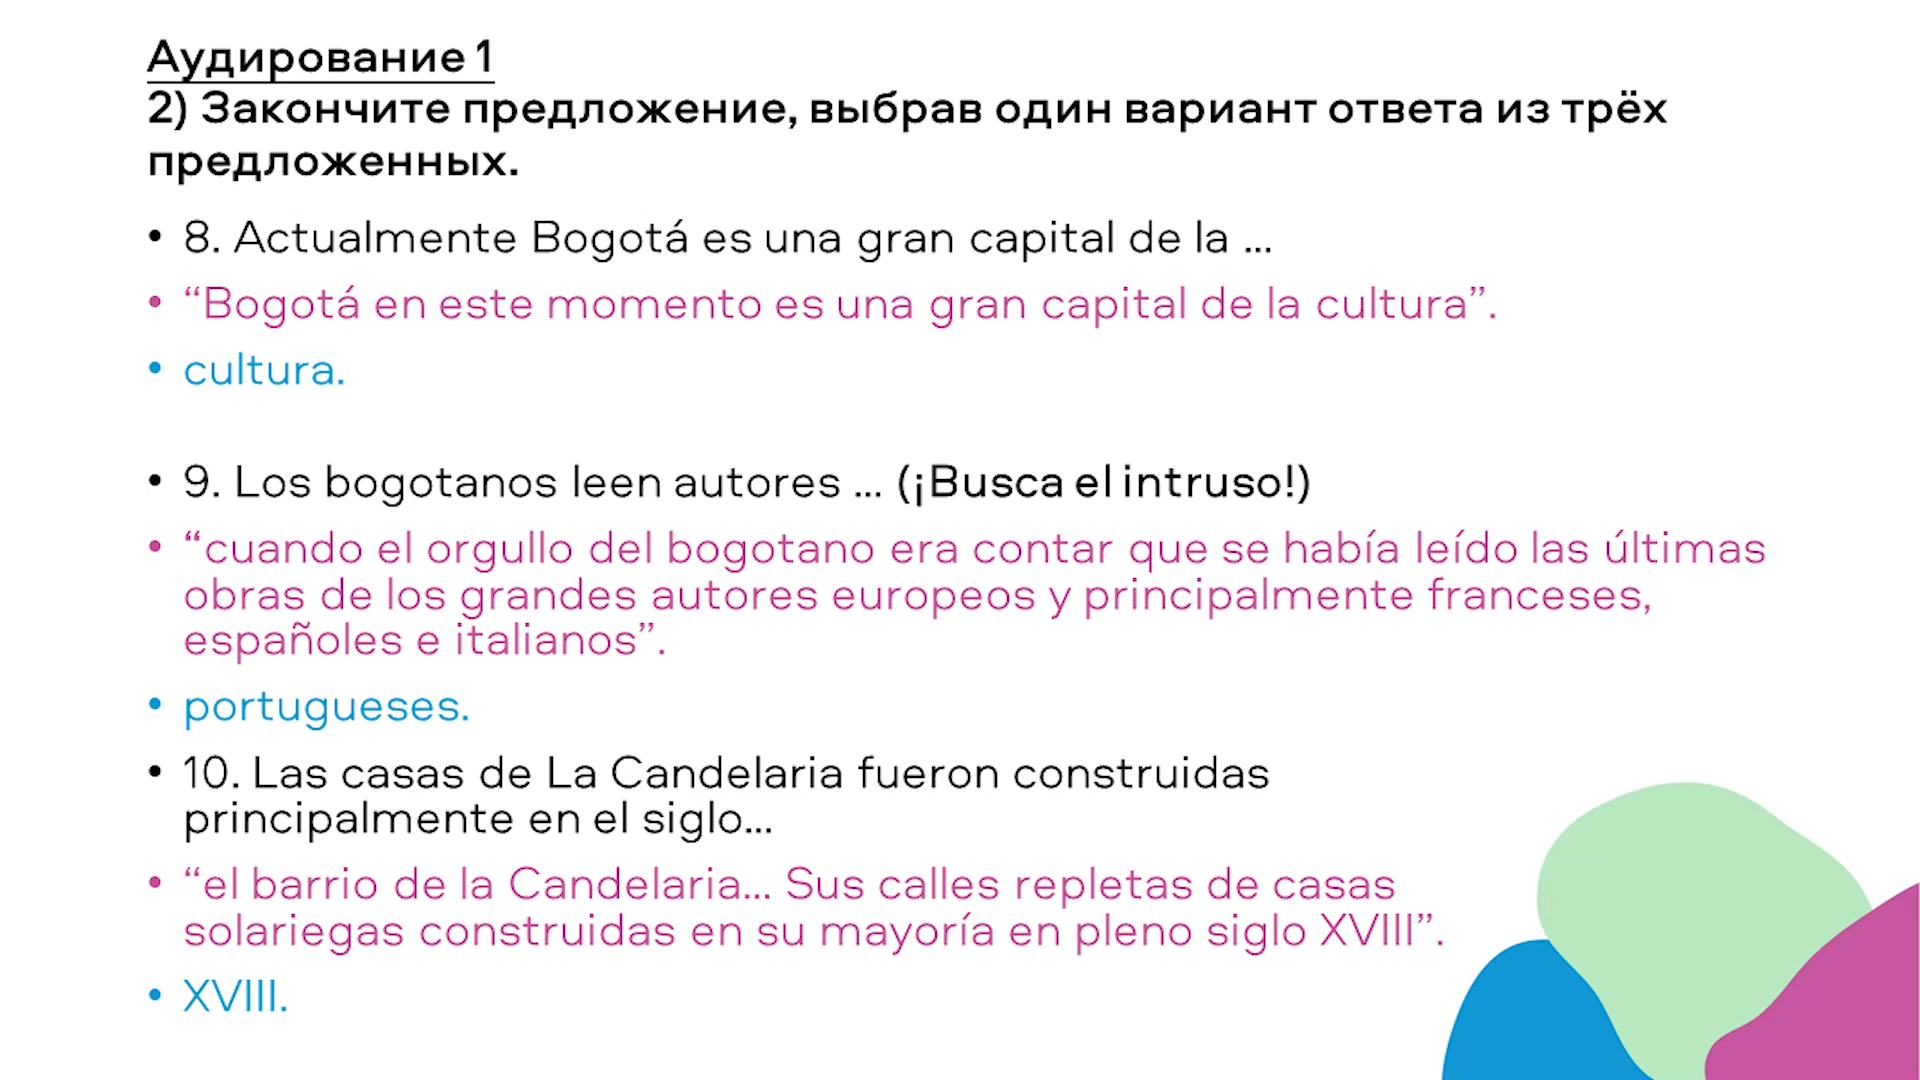 Аудирование 1
2) Закончите предложение, выбрав один вариант ответа из трёх
предложенных.
• 8. Actualmente Bogotá es una gran capital de la ...
• “Bogotá en este momento es una gran capital de la cultura”.
• cultura.
• 9. Los bogotanos leen autores ... (¡Busca el intruso!)
• “cuando el orgullo del bogotano era contar que se había leído las últimas
obras de los grandes autores europeos y principalmente franceses,
españoles e italianos”.
• portugueses.
• 10. Las casas de La Candelaria fueron construidas
principalmente en el siglo...
• “el barrio de la Candelaria... Sus calles repletas de casas
solariegas construidas en su mayoría en pleno siglo XVIII”.
• XVIII.